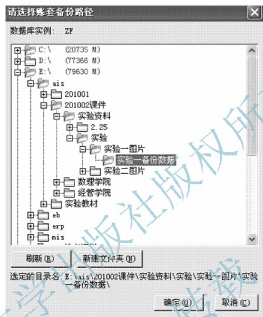 请选择账套备份路径
数据库实例: ZF
C:\ (20735 M)
D:\ (77366 M)
E:\ (79630 M)
ais
201001
201002课件
实验资料
2.25
实验
实验一图片
实验一备份数据
实验二图片
数理学院
经管学院
实验教材
eb
erp
mis
刷新(R)
新建文件夹(M)
选定的目录名 E:\ais\201002课件\实验资料\实验\实验一图片\实验
一备份数据\
确定(O)
取消(C)